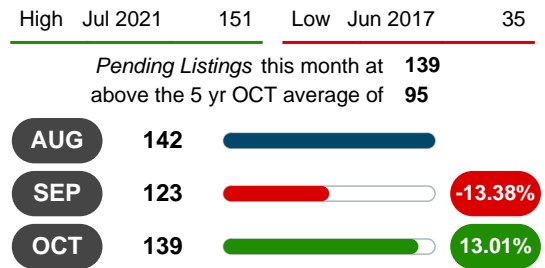 High Jul 2021 151 Low Jun 2017 35
Pending Listings this month at 139
above the 5 yr OCT average of 95
AUG 142
SEP 123 -13.38%
OCT 139 13.01%